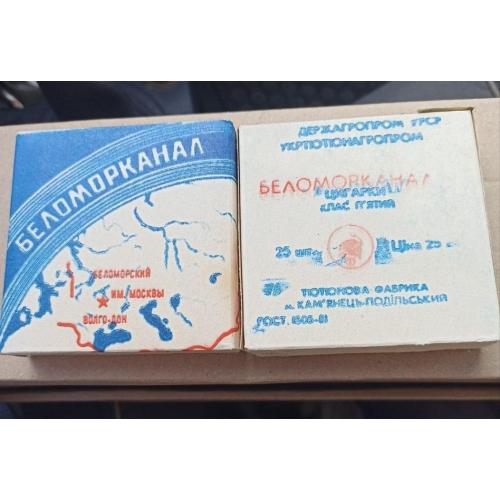 БЕЛОМОРКАНАЛ
БЕЛОМОРСКИЙ
ИМ. МОСКВЫ
ВОЛГО-ДОН
ДЕРЖАГРОПРОМ УРСР
УКРТЮТЮНАГРОПРОМ
БЕЛОМОРКАНАЛ
ЦИГАРКИ
КЛАС П'ЯТИЙ
25 шт.
Ціна 25
ТЮТЮНОВА ФАБРИКА
м. КАМ'ЯНЕЦЬ-ПОДІЛЬСЬКИЙ
ГОСТ. 1505-81